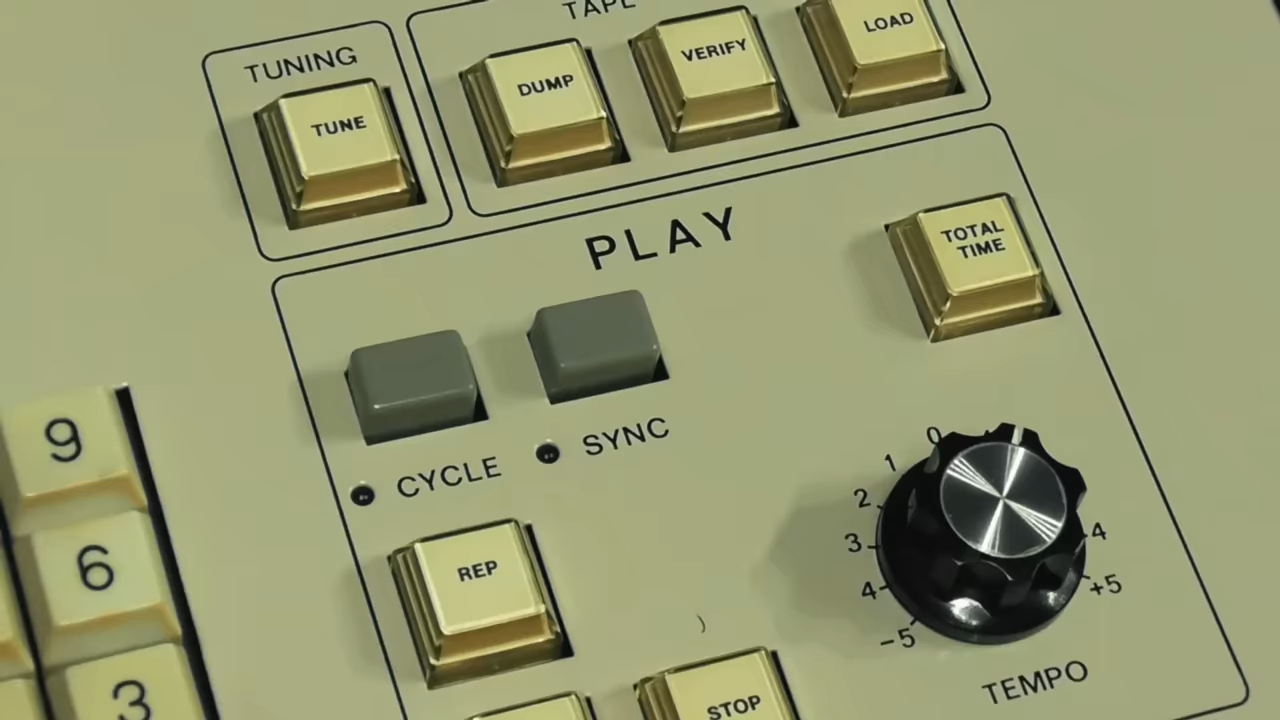 TUNING
TAPE
TUNE
DUMP
VERIFY
LOAD
PLAY
TOTAL
TIME
CYCLE
SYNC
REP
STOP
0
1
2
3
4
-5
4
+5
TEMPO
9
6
3